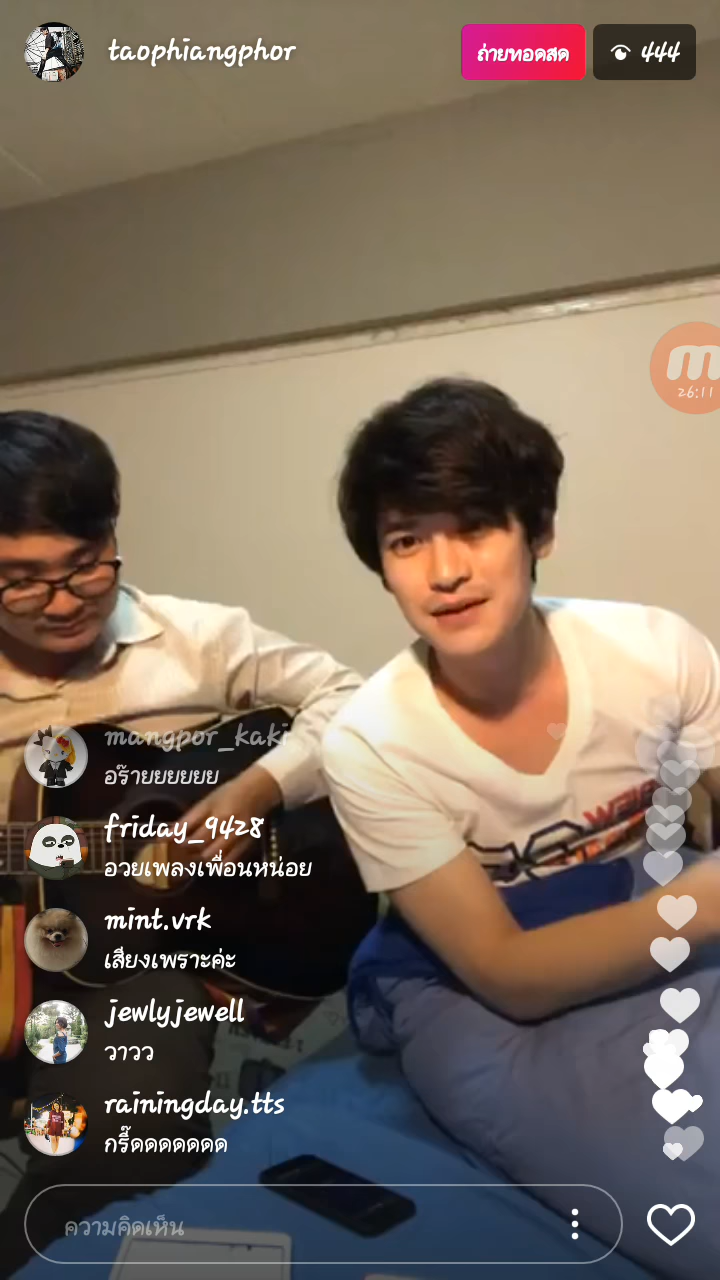 taophiangphor
ถ่ายทอดสด
444
26:11
mangpor_kaki
อร๊ายยยยยย
friday_9428
อวยเพลงเพื่อนหน่อย
mint.vrk
เสียงเพราะค่ะ
jewlyjewell
วาวว
rainingday.tts
กรี๊ดดดดดดด
ความคิดเห็น